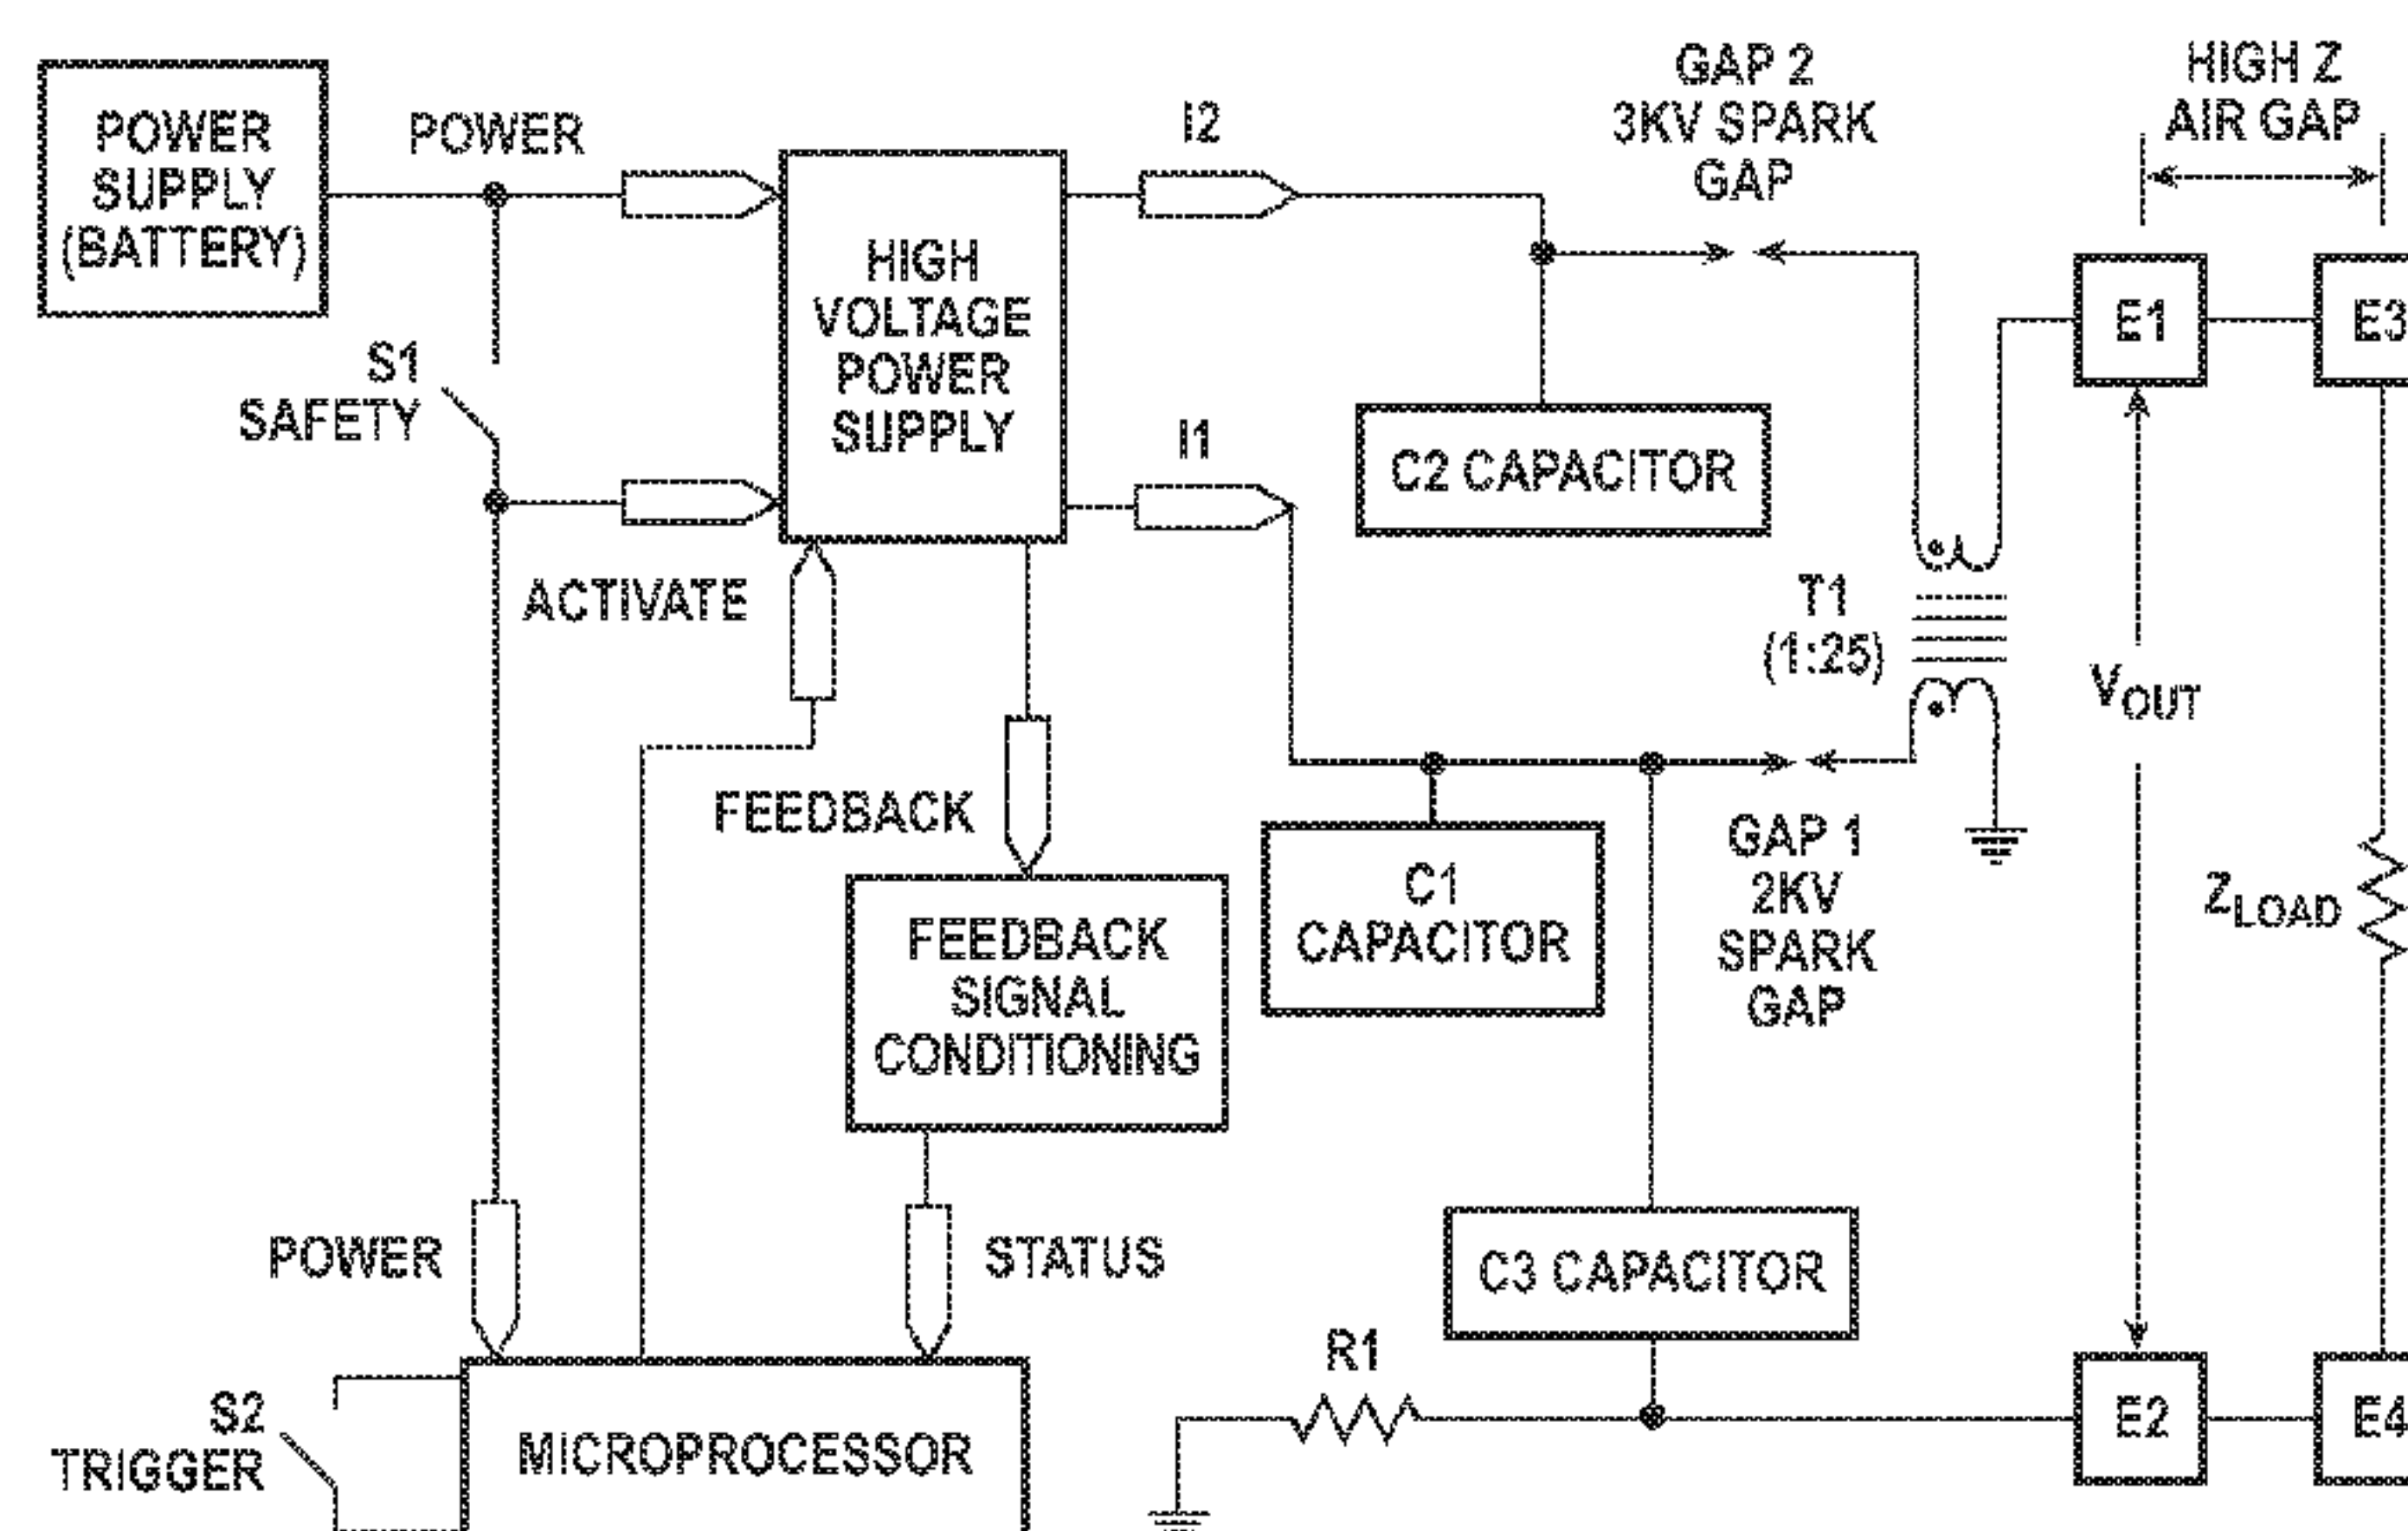 POWER
SUPPLY
(BATTERY)
POWER
I2
GAP 2
3KV SPARK
GAP
HIGH Z
AIR GAP
HIGH
VOLTAGE
POWER
SUPPLY
S1
SAFETY
I1
C2 CAPACITOR
E1
E3
ACTIVATE
T1
(1:25)
VOUT
FEEDBACK
C1
CAPACITOR
GAP 1
2KV
SPARK
GAP
ZLOAD
FEEDBACK
SIGNAL
CONDITIONING
POWER
STATUS
C3 CAPACITOR
R1
S2
TRIGGER
MICROPROCESSOR
E2
E4